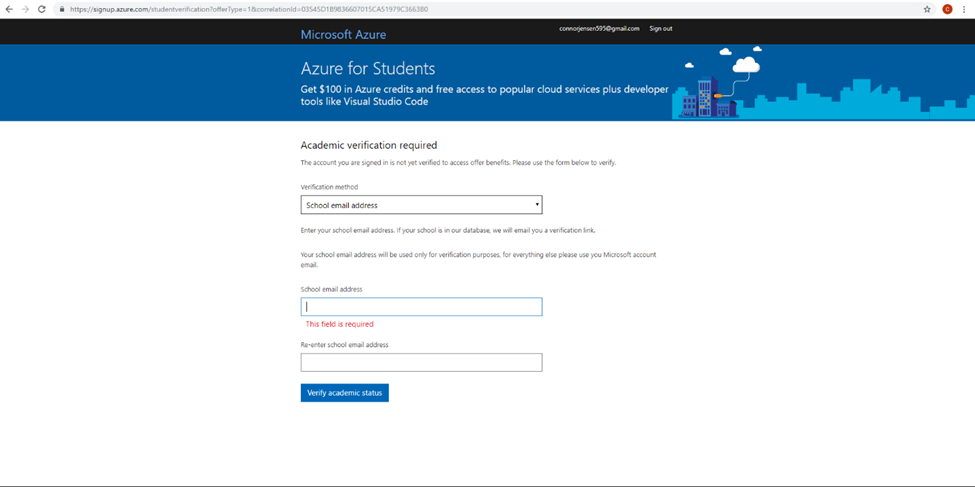 https://signup.azure.com/studentverification?offerType=1&correlationId=03545D1B9B36607015CA51979C366380
C
Microsoft Azure
connorjensen595@gmail.com Sign out
Azure for Students
Get $100 in Azure credits and free access to popular cloud services plus developer
tools like Visual Studio Code
Academic verification required
The account you are signed in is not yet verified to access offer benefits. Please use the form below to verify.
Verification method
School email address
Enter your school email address. If your school is in our database, we will email you a verification link.
Your school email address will be used only for verification purposes, for everything else please use you Microsoft account
email.
School email address
This field is required
Re-enter school email address
Verify academic status